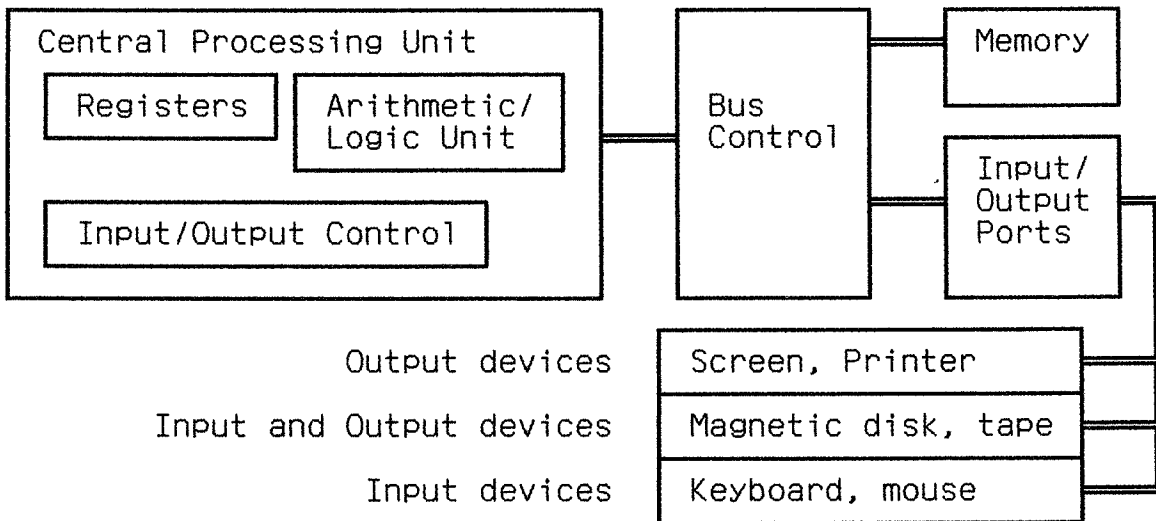 Central Processing Unit
Registers
Arithmetic/
Logic Unit
Input/Output Control
Bus
Control
Memory
Input/
Output
Ports
Output devices
Screen, Printer
Input and Output devices
Magnetic disk, tape
Input devices
Keyboard, mouse